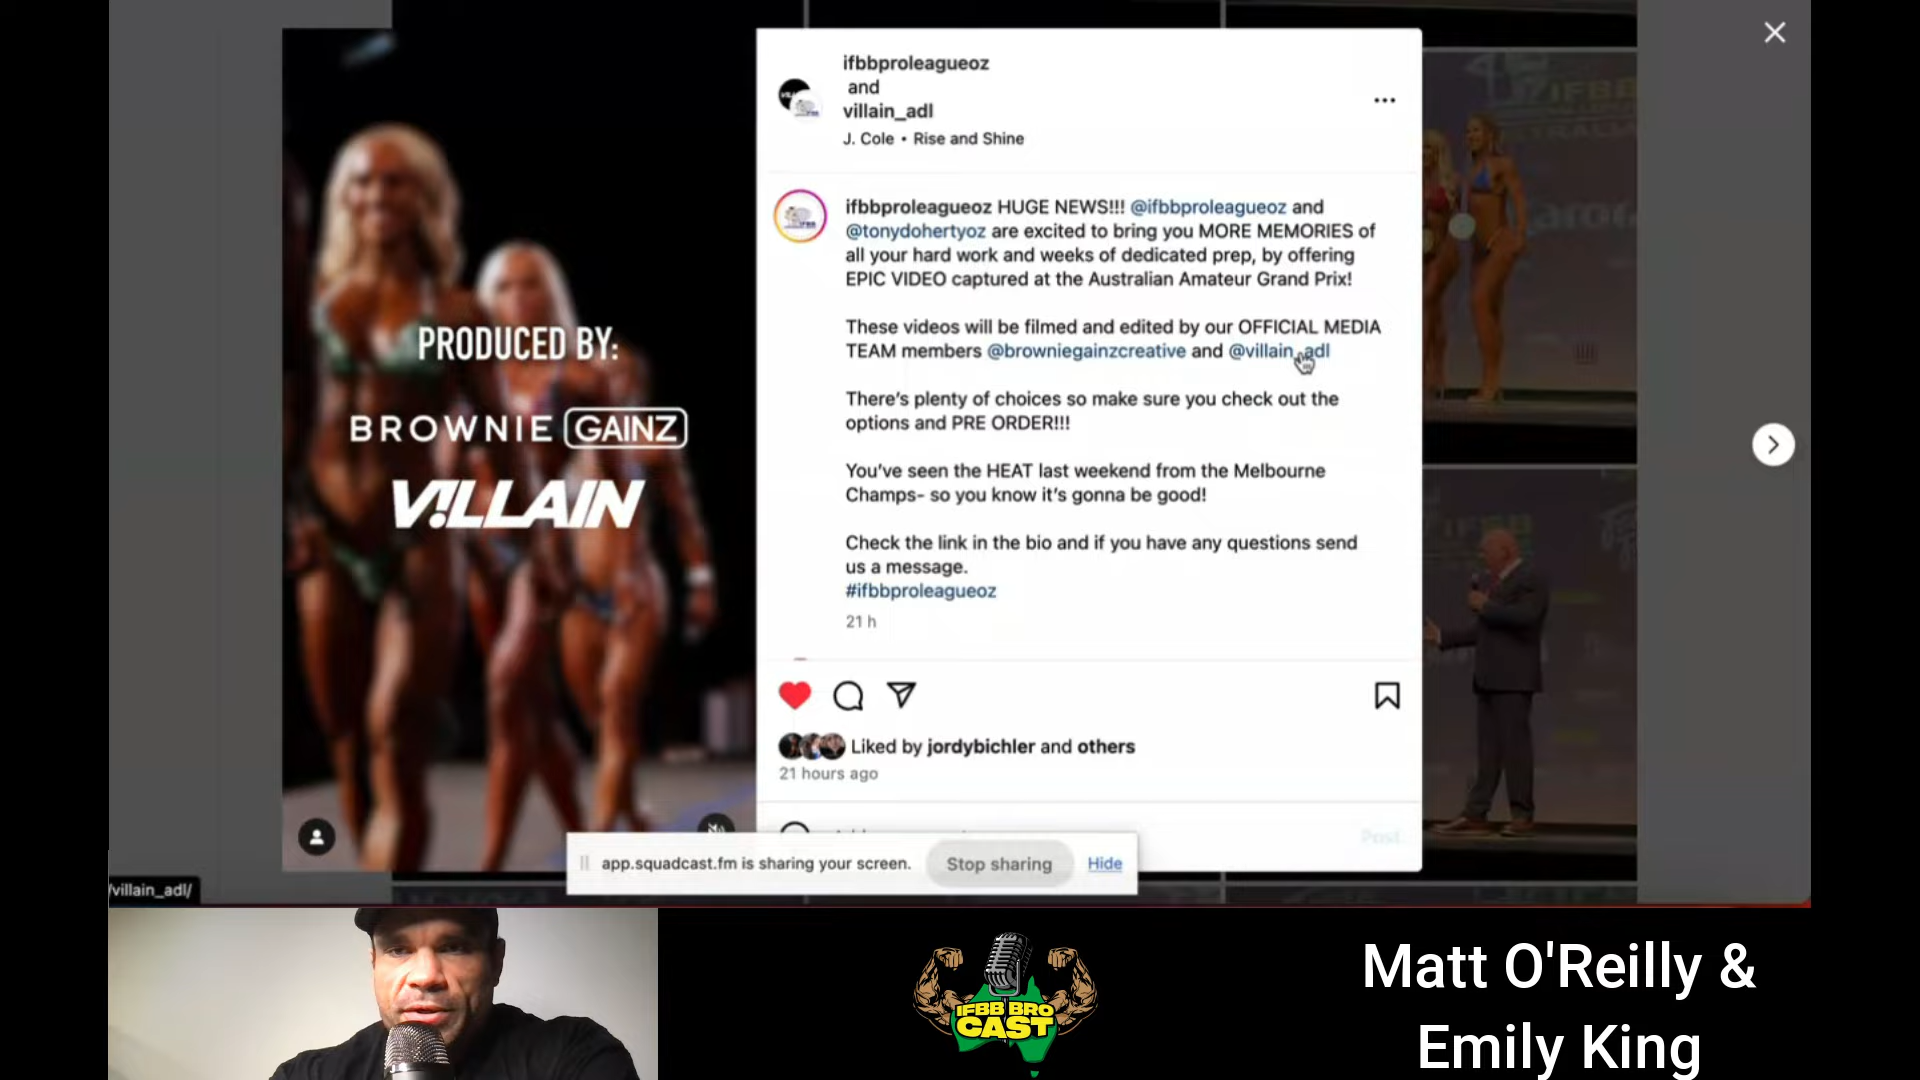 ifbbproleagueoz
and
villain_adl
J. Cole • Rise and Shine
ifbbproleagueoz HUGE NEWS!!! @ifbbproleagueoz and
@tonydohertyoz are excited to bring you MORE MEMORIES of
all your hard work and weeks of dedicated prep, by offering
EPIC VIDEO captured at the Australian Amateur Grand Prix!
These videos will be filmed and edited by our OFFICIAL MEDIA
TEAM members @browniegainzcreative and @villain_adl
There's plenty of choices so make sure you check out the
options and PRE ORDER!!!
You've seen the HEAT last weekend from the Melbourne
Champs- so you know it's gonna be good!
Check the link in the bio and if you have any questions send
us a message.
#ifbbproleagueoz
21 h
Liked by jordybichler and others
21 hours ago
Post
PRODUCED BY:
BROWNIE GAINZ
V!LLAIN
IFBB
IFBB
app.squadcast.fm is sharing your screen.
Stop sharing
Hide
/villain_adl/
IFBB BRO
CAST
Matt O'Reilly &
Emily King